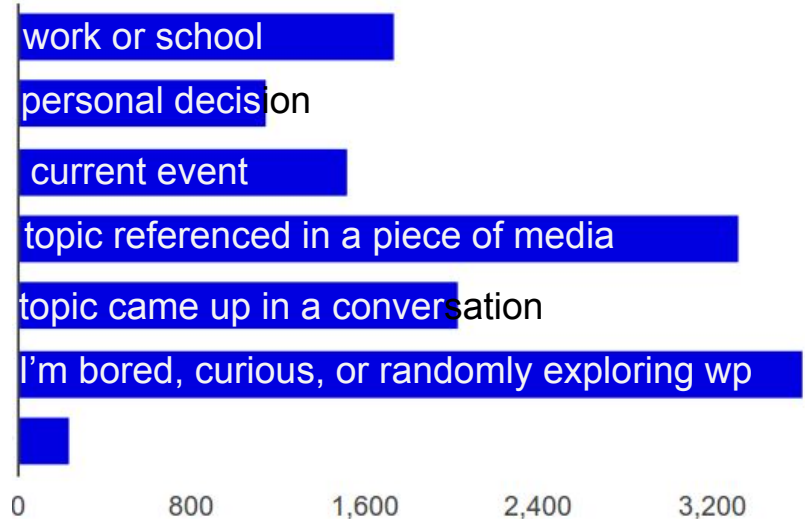 work or school
personal decision
current event
topic referenced in a piece of media
topic came up in a conversation
I’m bored, curious, or randomly exploring wp
0 800 1,600 2,400 3,200